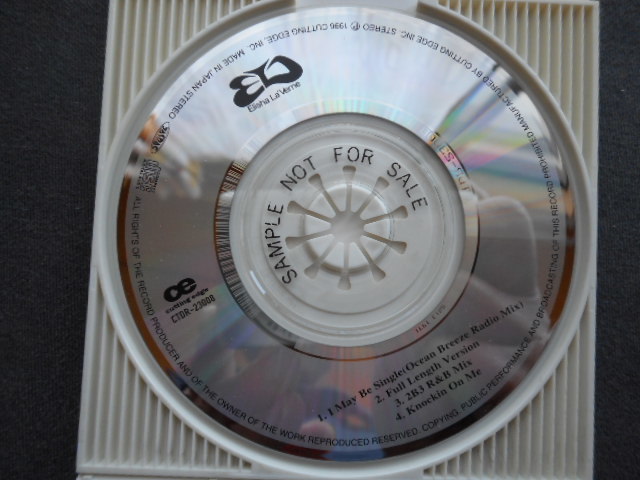 Elisha La'Verne
SAMPLE NOT FOR SALE
cutting edge
CTDR-23008
1. I May Be Single(Ocean Breeze Radio Mix)
2. Full Length Version
3. 2B3 R&B Mix
4. Knockin On Me
ALL RIGHTS OF THE RECORD PRODUCER AND OF THE OWNER OF THE WORK REPRODUCED RESERVED. COPYING, PUBLIC PERFORMANCE AND BROADCASTING OF THIS RECORD PROHIBITED MANUFACTURED BY CUTTING EDGE INC. STEREO Ⓟ 1996 CUTTING EDGE, INC. MADE IN JAPAN STEREO